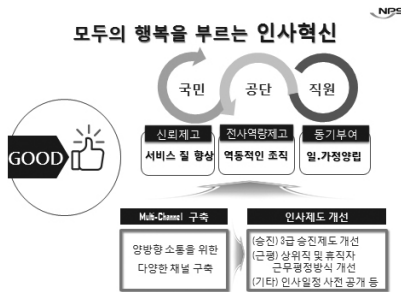 NPS
모두의 행복을 부르는 인사혁신
국민 공단 직원
신뢰제고 전사역량제고 동기부여
서비스 질 향상 역동적인 조직 일.가정양립
GOOD
Multi-Channel 구축
양방향 소통을 위한
다양한 채널 구축
인사제도 개선
(승진) 3급 승진제도 개선
(근평) 상위직 및 휴직자
근무평정방식 개선
(기타) 인사일정 사전 공개 등